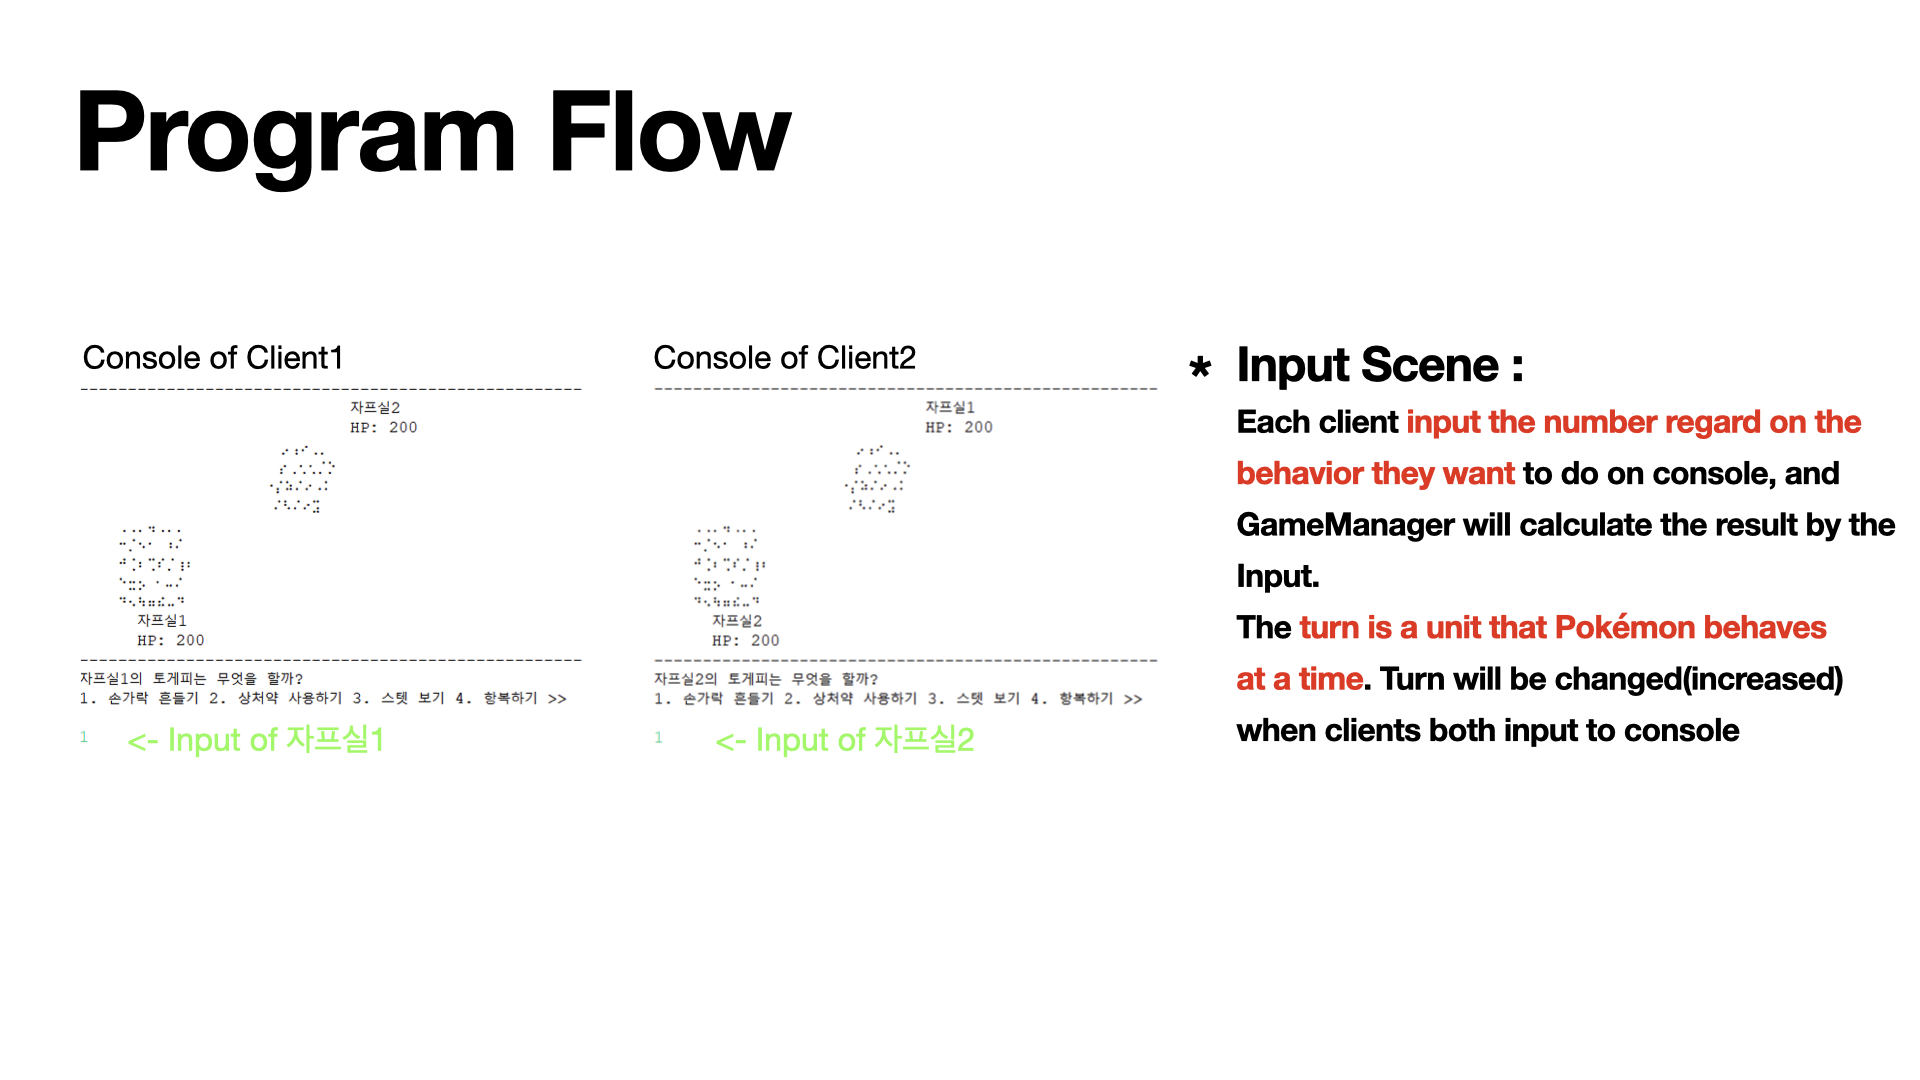 Program Flow
Console of Client1
자프실2
HP: 200
자프실1
HP: 200
자프실1의 토게피는 무엇을 할까?
1. 손가락 흔들기 2. 상처약 사용하기 3. 스텟 보기 4. 항복하기 >>
1 <- Input of 자프실1
Console of Client2
자프실1
HP: 200
자프실2
HP: 200
자프실2의 토게피는 무엇을 할까?
1. 손가락 흔들기 2. 상처약 사용하기 3. 스텟 보기 4. 항복하기 >>
1 <- Input of 자프실2
* Input Scene :
Each client input the number regard on the
behavior they want to do on console, and
GameManager will calculate the result by the
Input.
The turn is a unit that Pokémon behaves
at a time. Turn will be changed(increased)
when clients both input to console